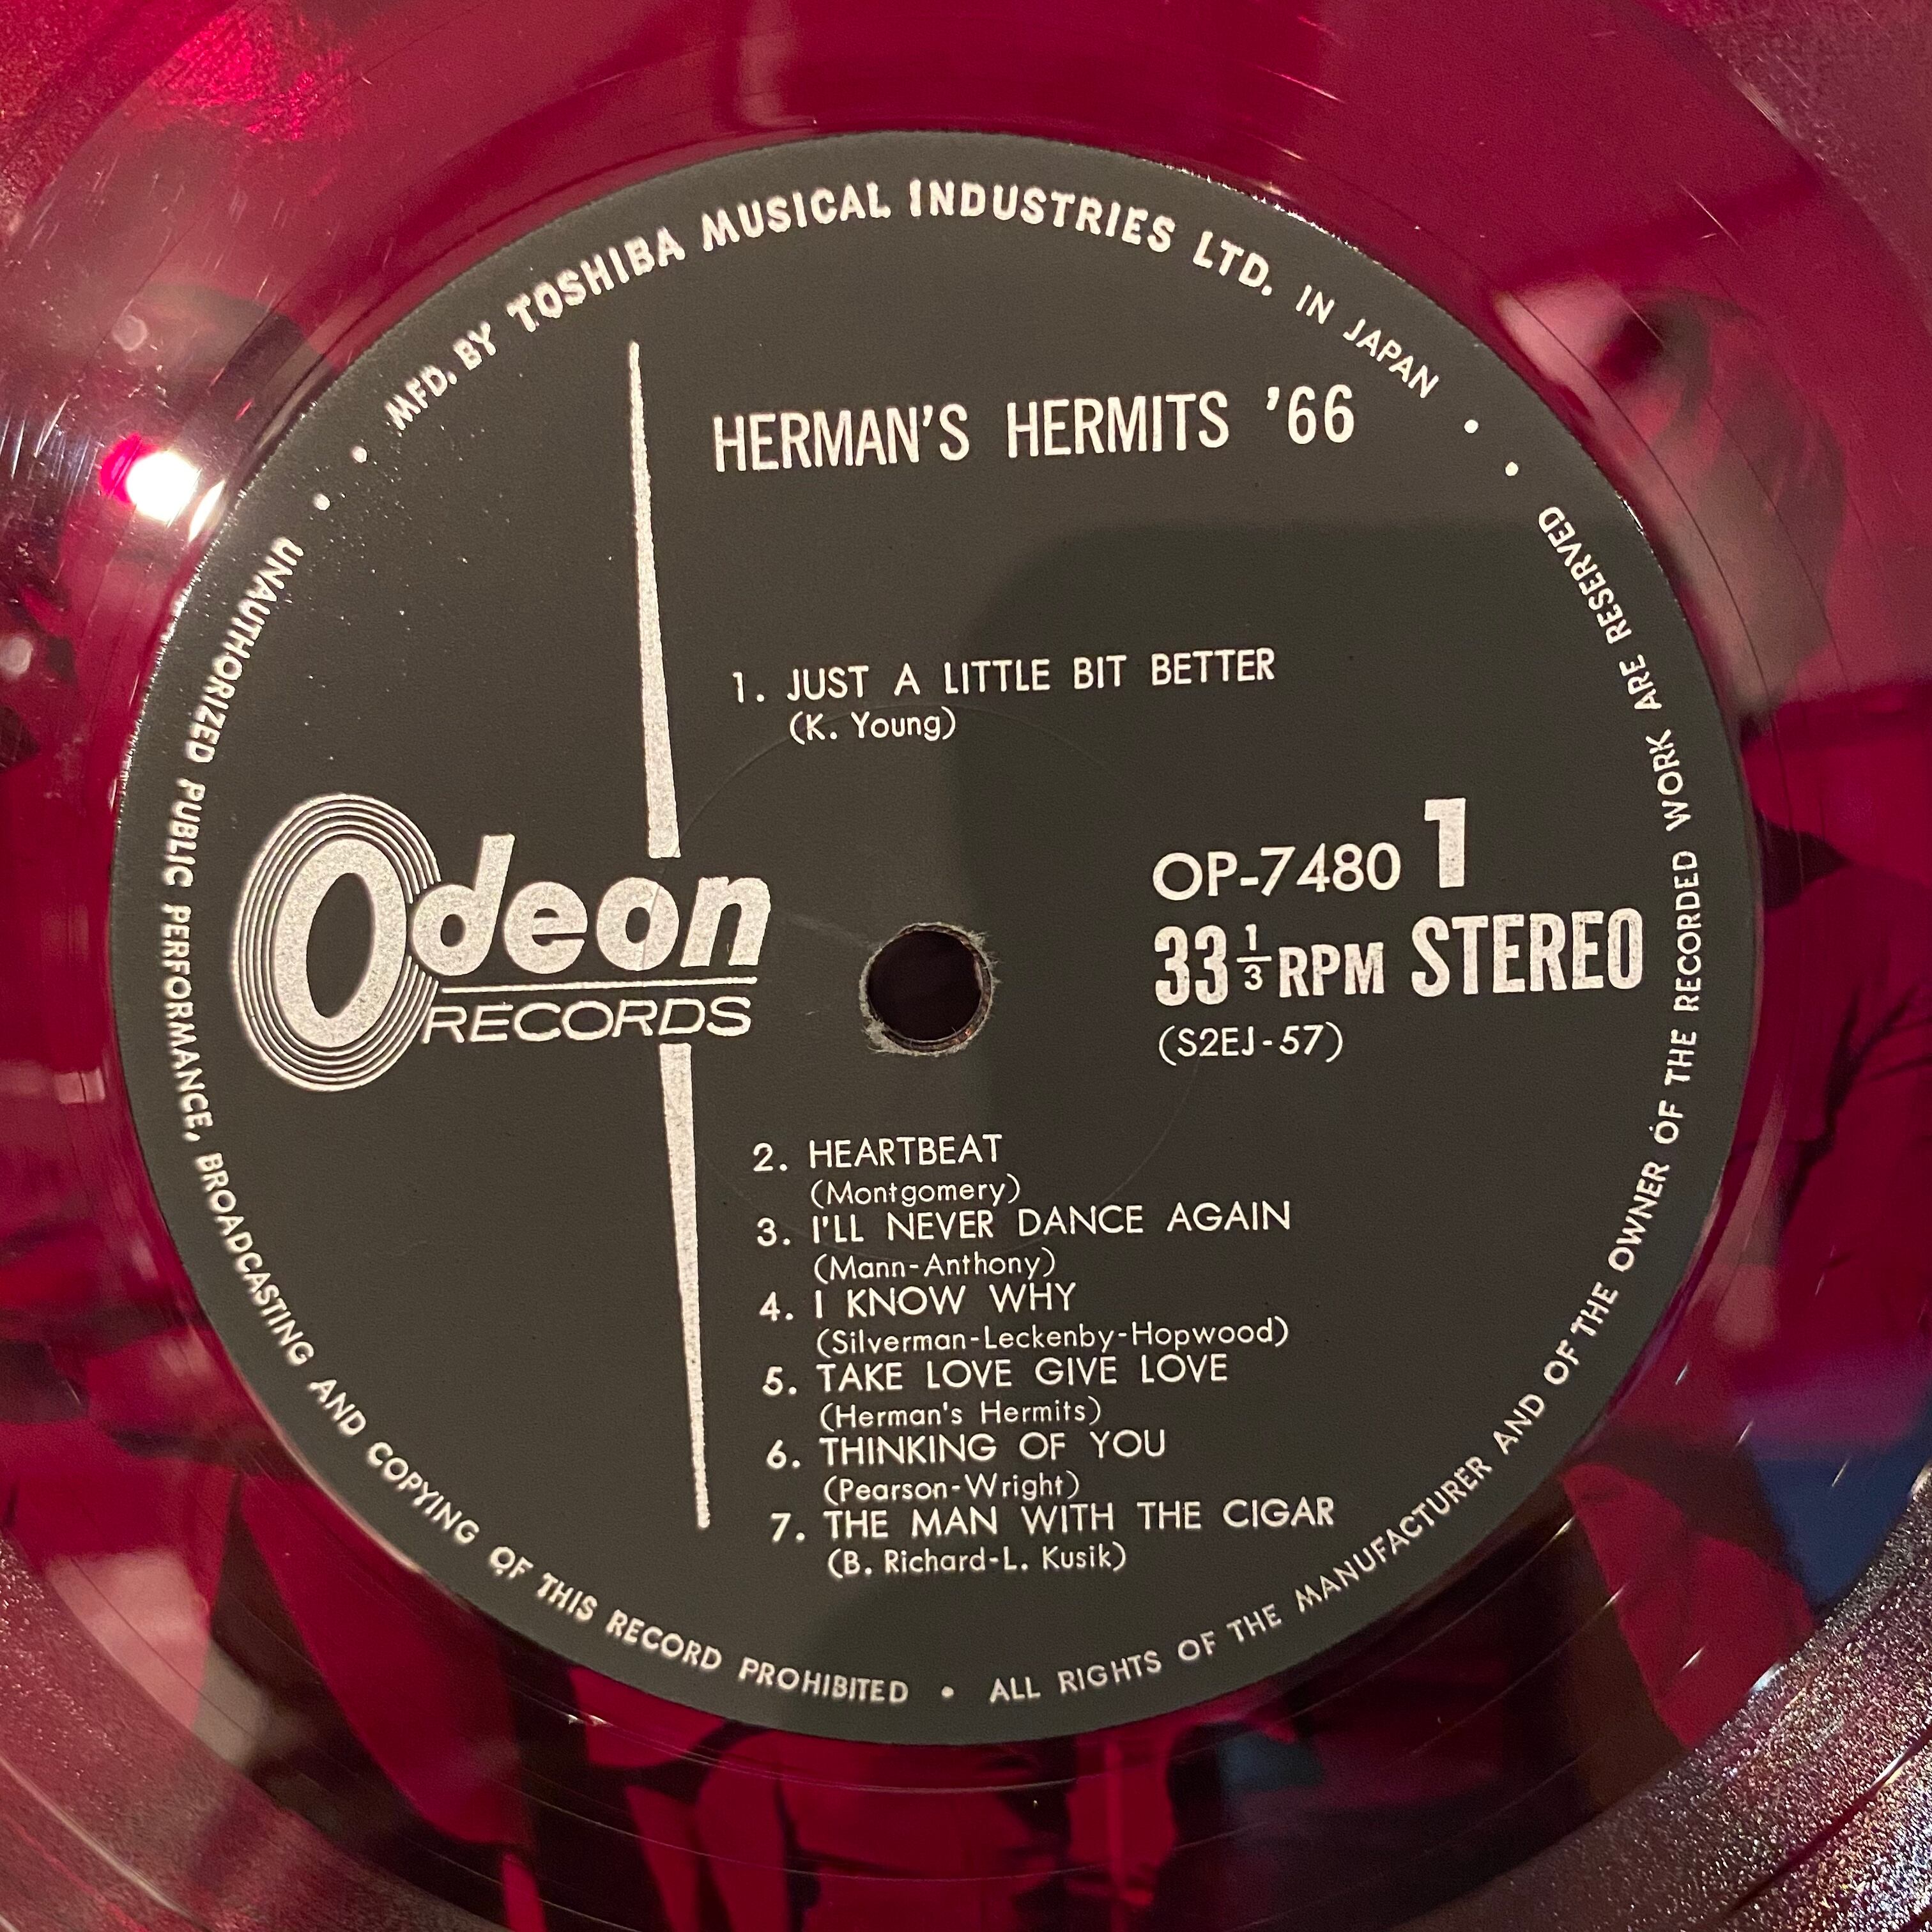 MFD. BY TOSHIBA MUSICAL INDUSTRIES LTD. IN JAPAN
HERMAN'S HERMITS '66
1. JUST A LITTLE BIT BETTER
(K. Young)
Odeon
RECORDS
OP-7480 1
33 1/3 RPM STEREO
(S2EJ-57)
2. HEARTBEAT
(Montgomery)
3. I'LL NEVER DANCE AGAIN
(Mann-Anthony)
4. I KNOW WHY
(Silverman-Leckenby-Hopwood)
5. TAKE LOVE GIVE LOVE
(Herman's Hermits)
6. THINKING OF YOU
(Pearson-Wright)
7. THE MAN WITH THE CIGAR
(B. Richard-L. Kusik)
UNAUTHORIZED PUBLIC PERFORMANCE, BROADCASTING AND COPYING OF THIS RECORD PROHIBITED • ALL RIGHTS OF THE MANUFACTURER AND OF THE OWNER OF THE RECORDED WORK ARE RESERVED